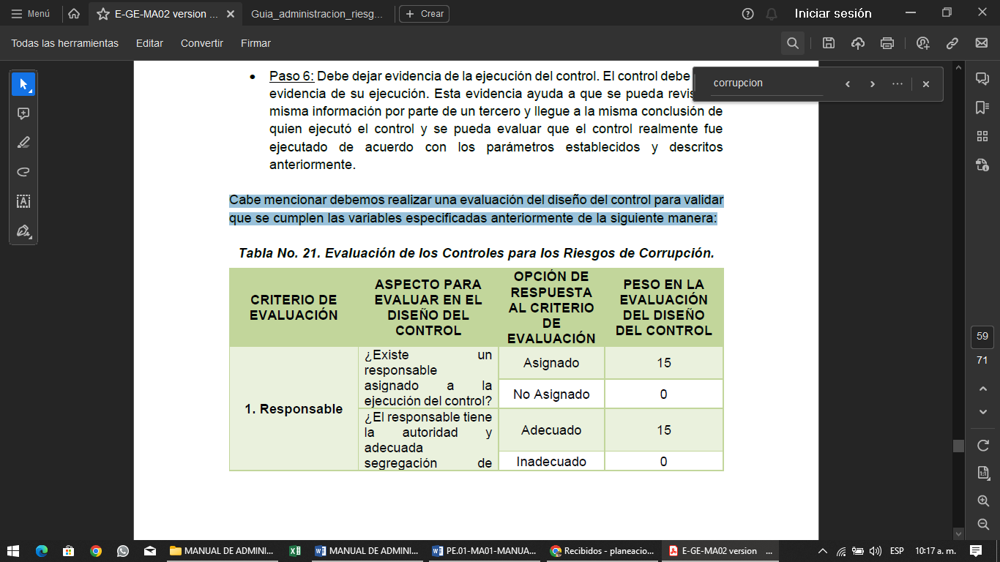 Menú
E-GE-MA02 version ...
Guia_administracion_riesg...
Crear
Iniciar sesión
Todas las herramientas
Editar
Convertir
Firmar
corrupcion
• Paso 6: Debe dejar evidencia de la ejecución del control. El control debe
evidencia de su ejecución. Esta evidencia ayuda a que se pueda revis
misma información por parte de un tercero y llegue a la misma conclusión de
quien ejecutó el control y se pueda evaluar que el control realmente fue
ejecutado de acuerdo con los parámetros establecidos y descritos
anteriormente.
Cabe mencionar debemos realizar una evaluación del diseño del control para validar
que se cumplen las variables especificadas anteriormente de la siguiente manera:
Tabla No. 21. Evaluación de los Controles para los Riesgos de Corrupción.
CRITERIO DE
EVALUACIÓN
ASPECTO PARA
EVALUAR EN EL
DISEÑO DEL
CONTROL
OPCIÓN DE
RESPUESTA
AL CRITERIO
DE
EVALUACIÓN
PESO EN LA
EVALUACIÓN
DEL DISEÑO
DEL CONTROL
1. Responsable
¿Existe un
responsable
asignado a la
ejecución del control?
Asignado
15
No Asignado
0
¿El responsable tiene
la autoridad y
adecuada
segregación de
Adecuado
15
Inadecuado
0
59
71
1:1
MANUAL DE ADMINI...
MANUAL DE ADMINI...
PE.01-MA01-MANUA...
Recibidos - planeacio...
E-GE-MA02 version ...
ESP
10:17 a. m.